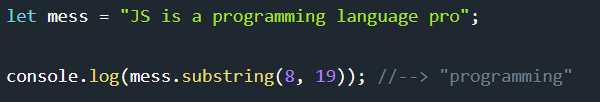 let mess = "JS is a programming language pro";
console.log(mess.substring(8, 19)); //--> "programming"